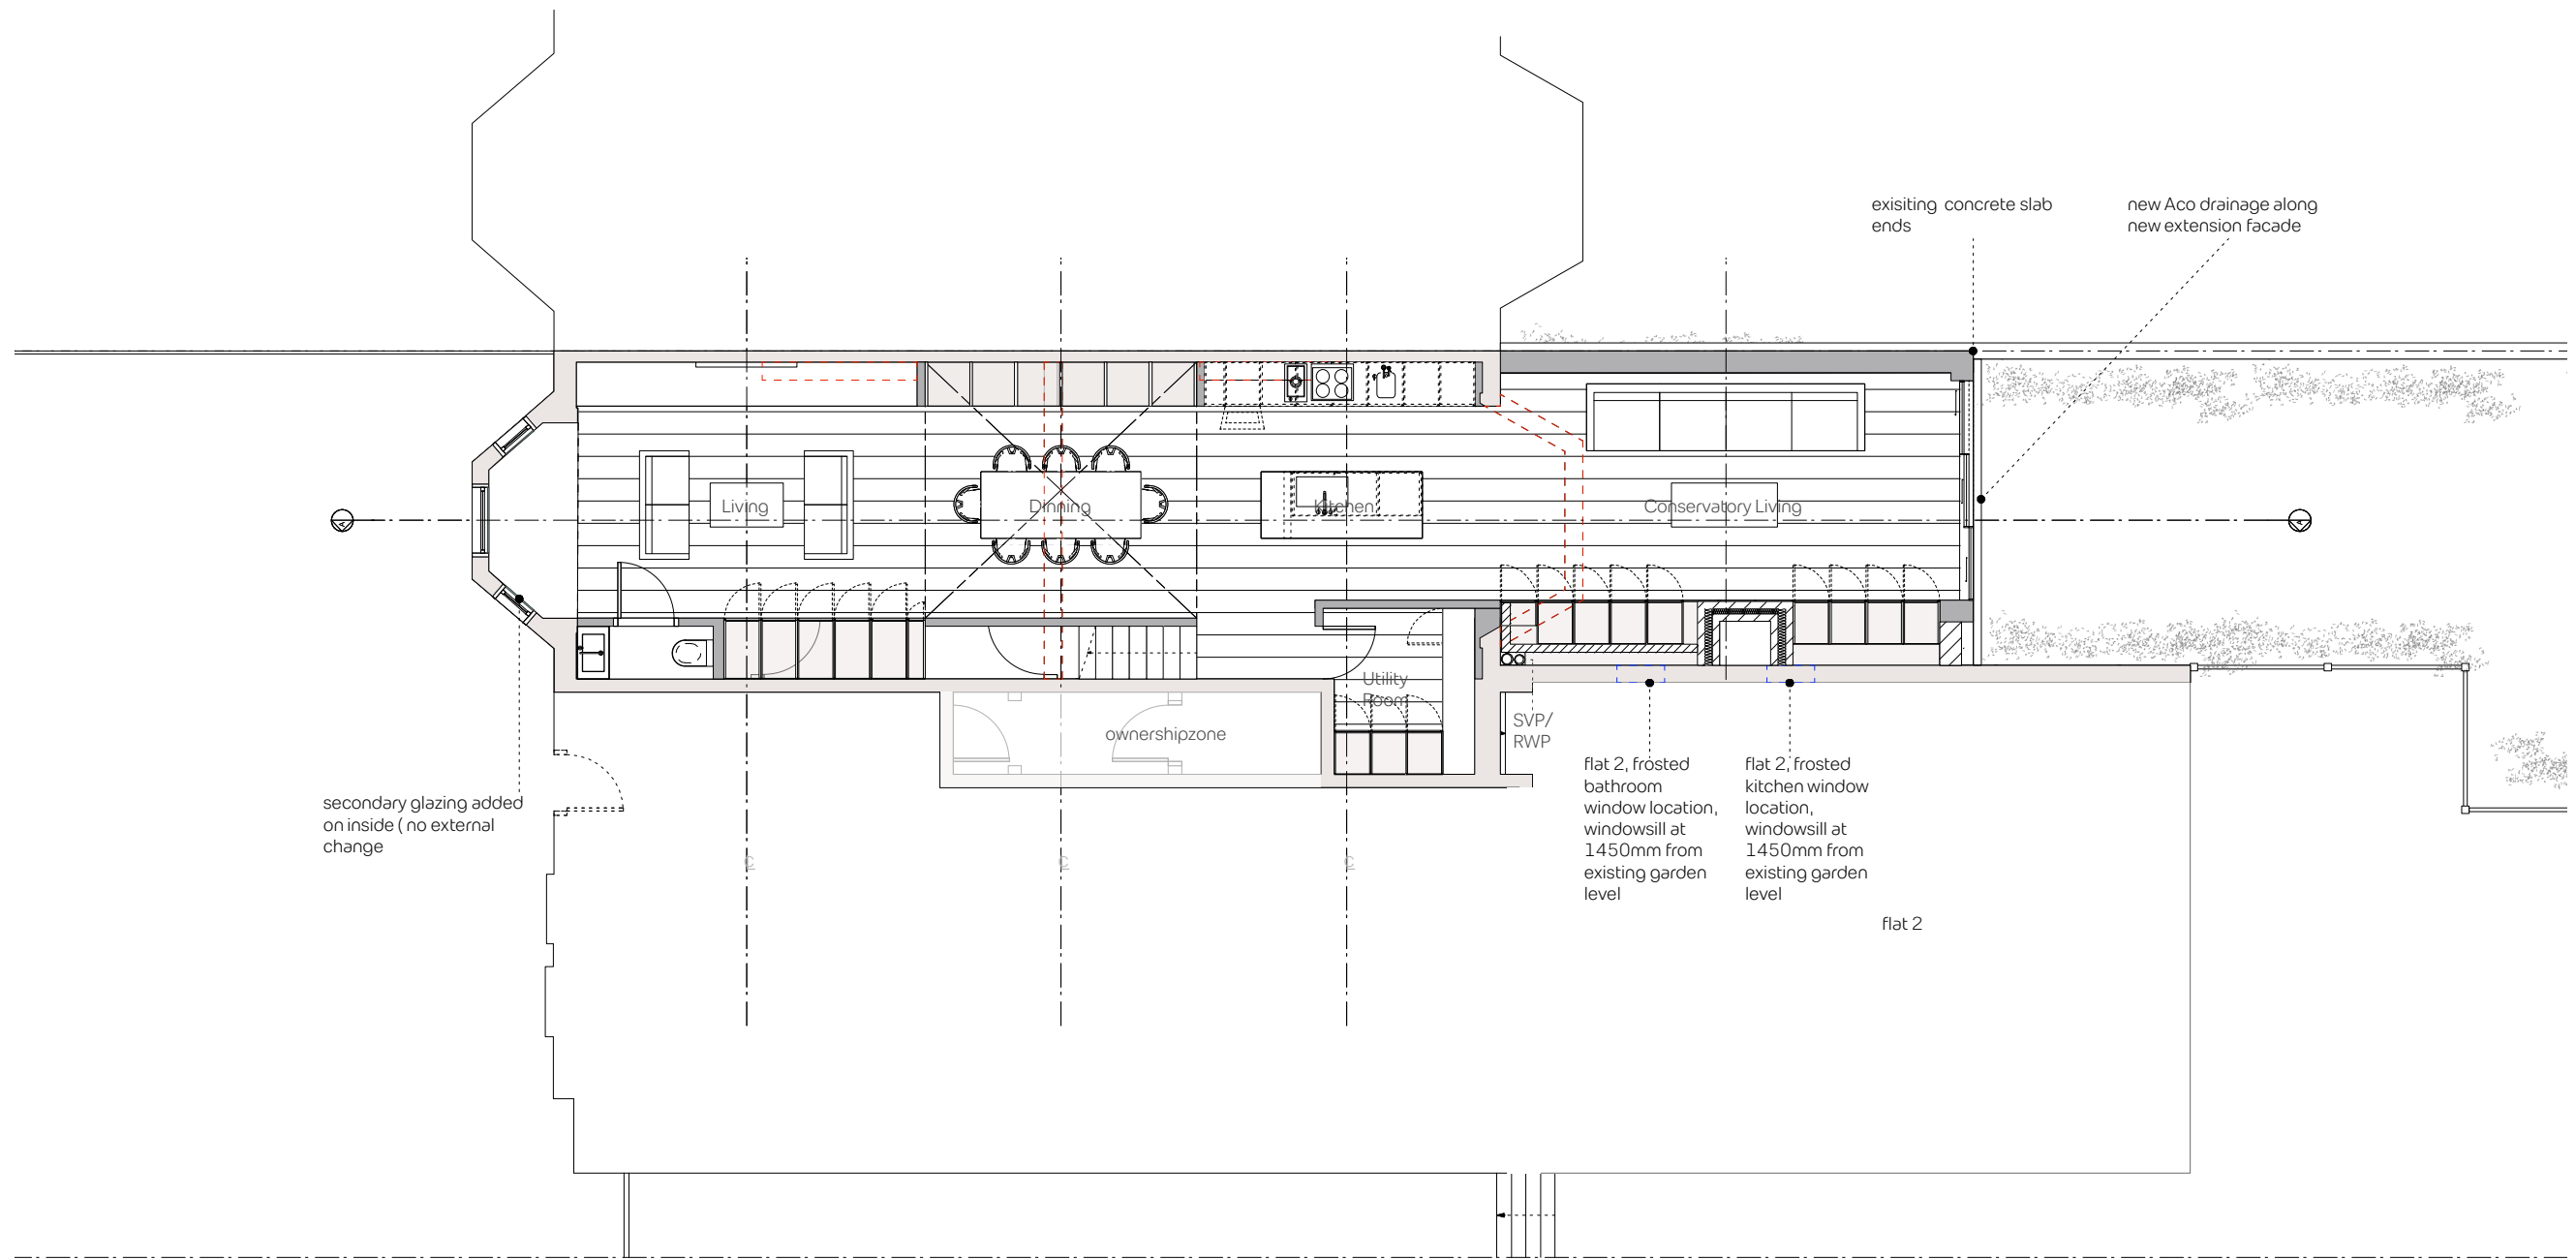 exisiting concrete slab
ends
new Aco drainage along
new extension facade
Living
Dinning
Kitchen
Conservatory Living
Utility
Room
ownershipzone
SVP/
RWP
secondary glazing added
on inside ( no external
change
flat 2, frosted
bathroom
window location,
windowsill at
1450mm from
existing garden
level
flat 2, frosted
kitchen window
location,
windowsill at
1450mm from
existing garden
level
flat 2
A
A